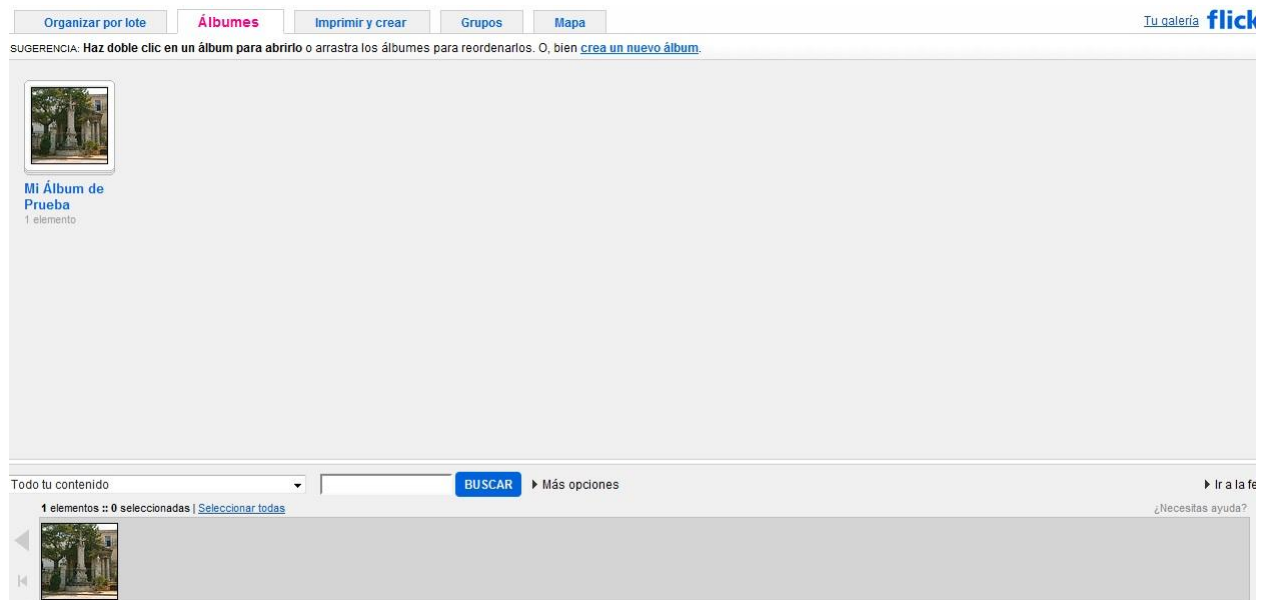 Organizar por lote Álbumes Imprimir y crear Grupos Mapa Tu galería flick
SUGERENCIA: Haz doble clic en un álbum para abrirlo o arrastra los álbumes para reordenarlos. O, bien crea un nuevo álbum.
Mi Álbum de
Prueba
1 elemento
Todo tu contenido BUSCAR Más opciones Ir a la fe
1 elementos :: 0 seleccionadas | Seleccionar todas ¿Necesitas ayuda?